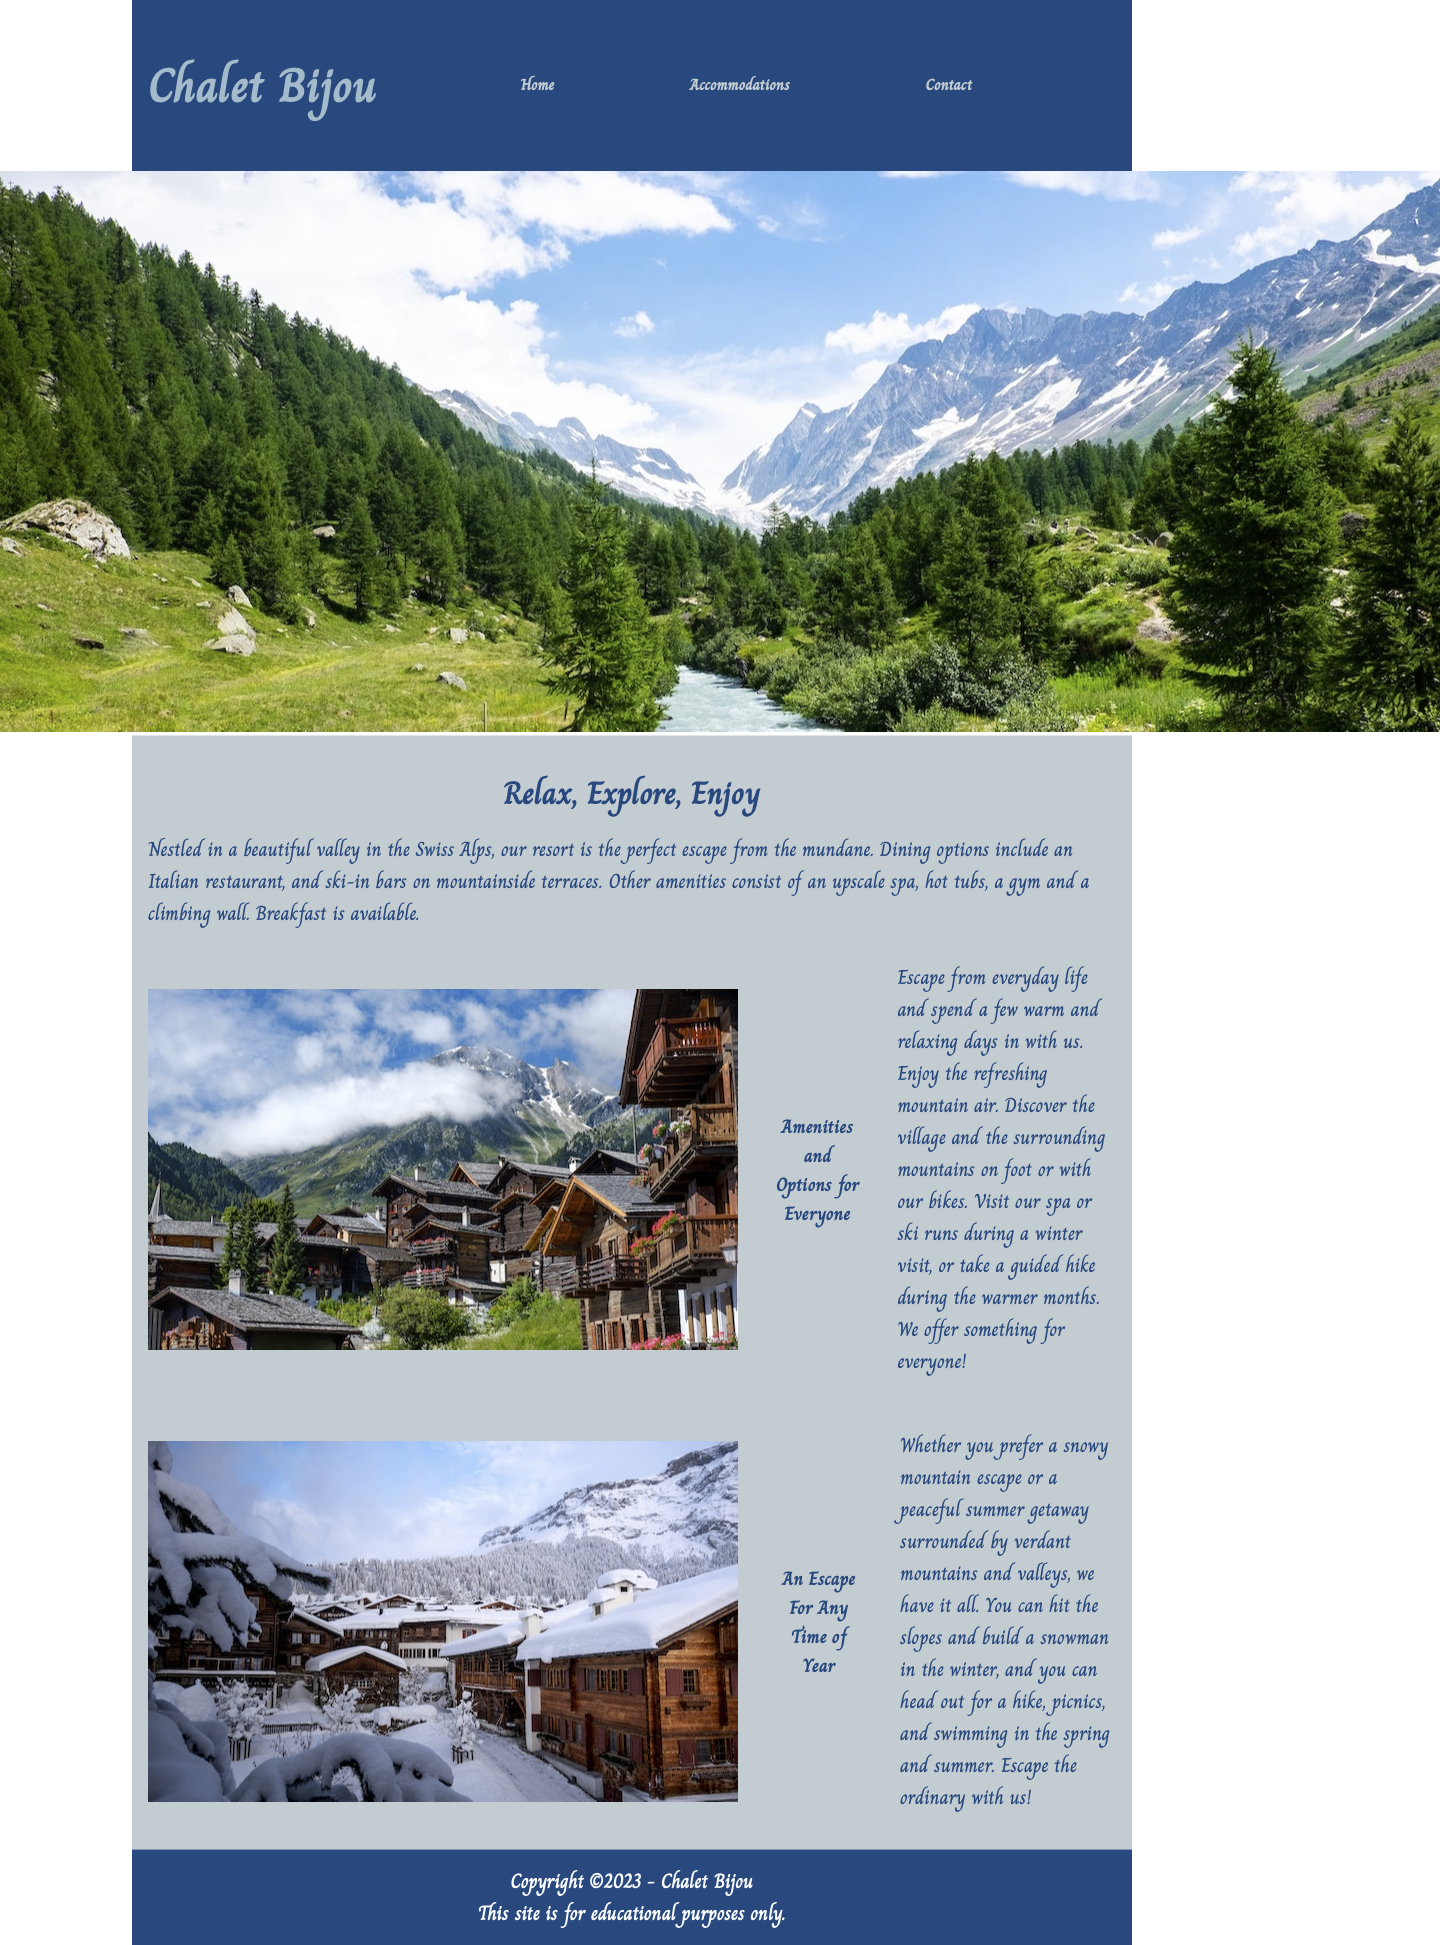 Chalet Bijou
Home
Accommodations
Contact
Relax, Explore, Enjoy
Nestled in a beautiful valley in the Swiss Alps, our resort is the perfect escape from the mundane. Dining options include an
Italian restaurant, and ski-in bars on mountainside terraces. Other amenities consist of an upscale spa, hot tubs, a gym and a
climbing wall. Breakfast is available.
Amenities
and
Options for
Everyone
Escape from everyday life
and spend a few warm and
relaxing days in with us.
Enjoy the refreshing
mountain air. Discover the
village and the surrounding
mountains on foot or with
our bikes. Visit our spa or
ski runs during a winter
visit, or take a guided hike
during the warmer months.
We offer something for
everyone!
An Escape
For Any
Time of
Year
Whether you prefer a snowy
mountain escape or a
peaceful summer getaway
surrounded by verdant
mountains and valleys, we
have it all. You can hit the
slopes and build a snowman
in the winter, and you can
head out for a hike, picnics,
and swimming in the spring
and summer. Escape the
ordinary with us!
Copyright ©2023 - Chalet Bijou
This site is for educational purposes only.